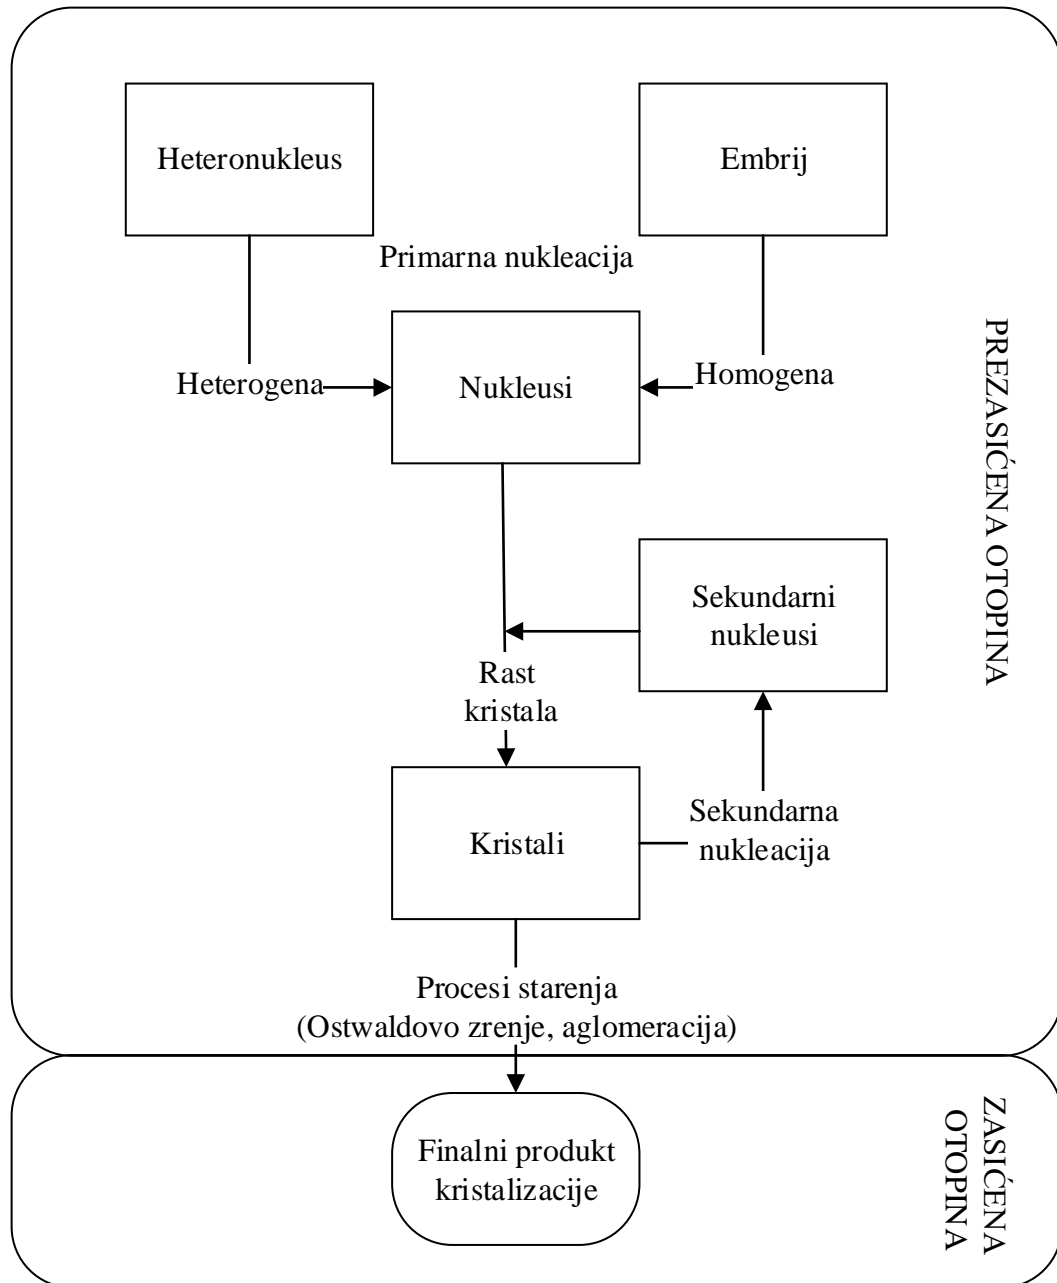 Heteronukleus
Embrij
Primarna nukleacija
Heterogena
Nukleusi
Homogena
PREZASIĆENA OTOPINA
Sekundarni
nukleusi
Rast
kristala
Kristali
Sekundarna
nukleacija
Procesi starenja
(Ostwaldovo zrenje, aglomeracija)
Finalni produkt
kristalizacije
ZASIĆENA
OTOPINA